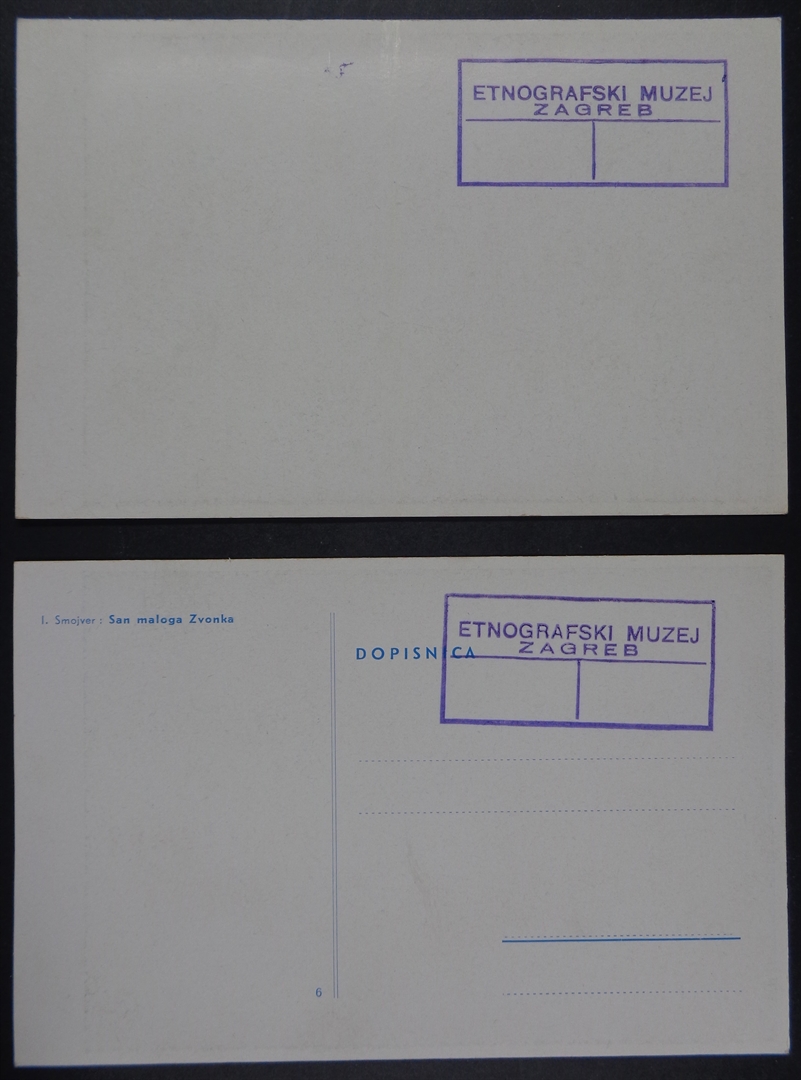 ETNOGRAFSKI MUZEJ
ZAGREB
I. Smojver : San maloga Zvonka
DOPISNICA
ETNOGRAFSKI MUZEJ
ZAGREB
6